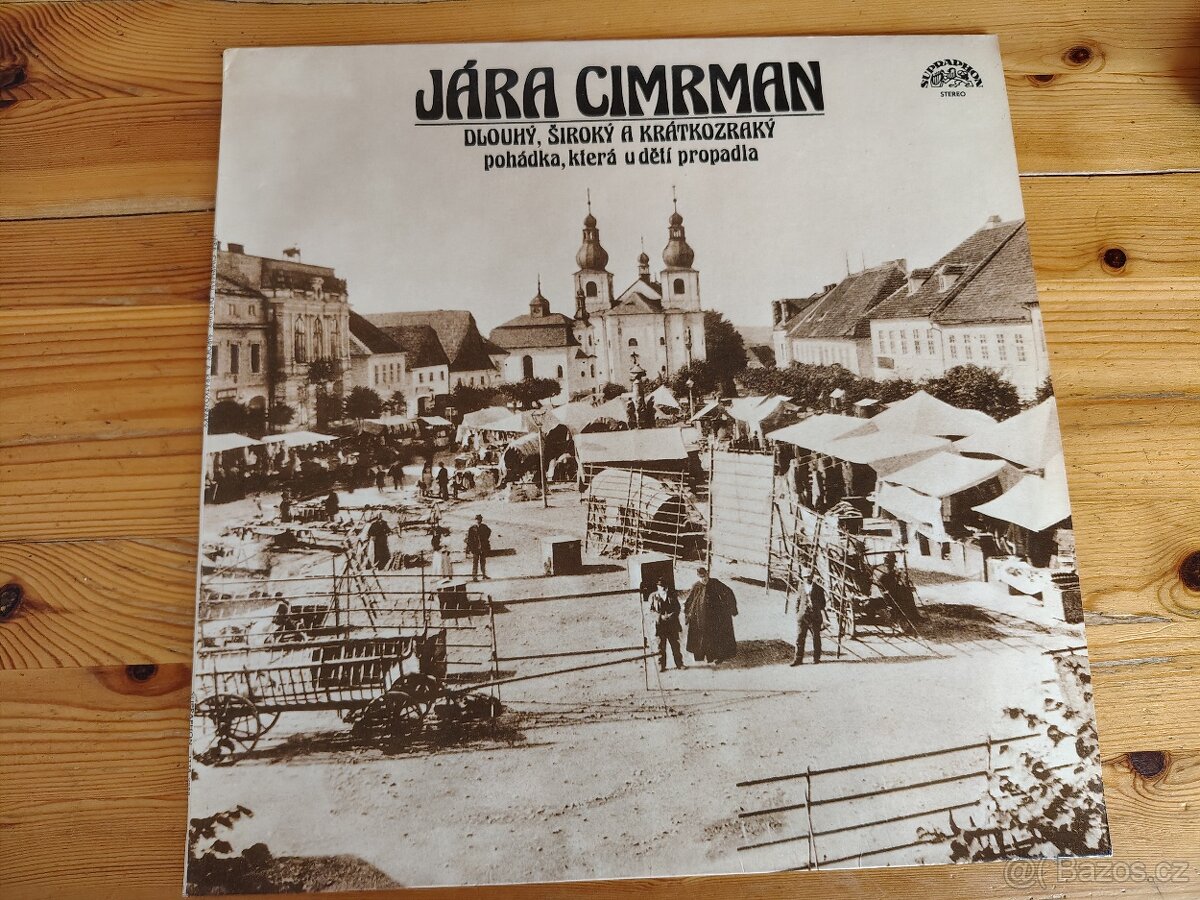 JÁRA CIMRMAN
SUPRAPHON
STEREO
DLOUHÝ, ŠIROKÝ A KRÁTKOZRAKÝ
pohádka, která u dětí propadla
Bazos.cz